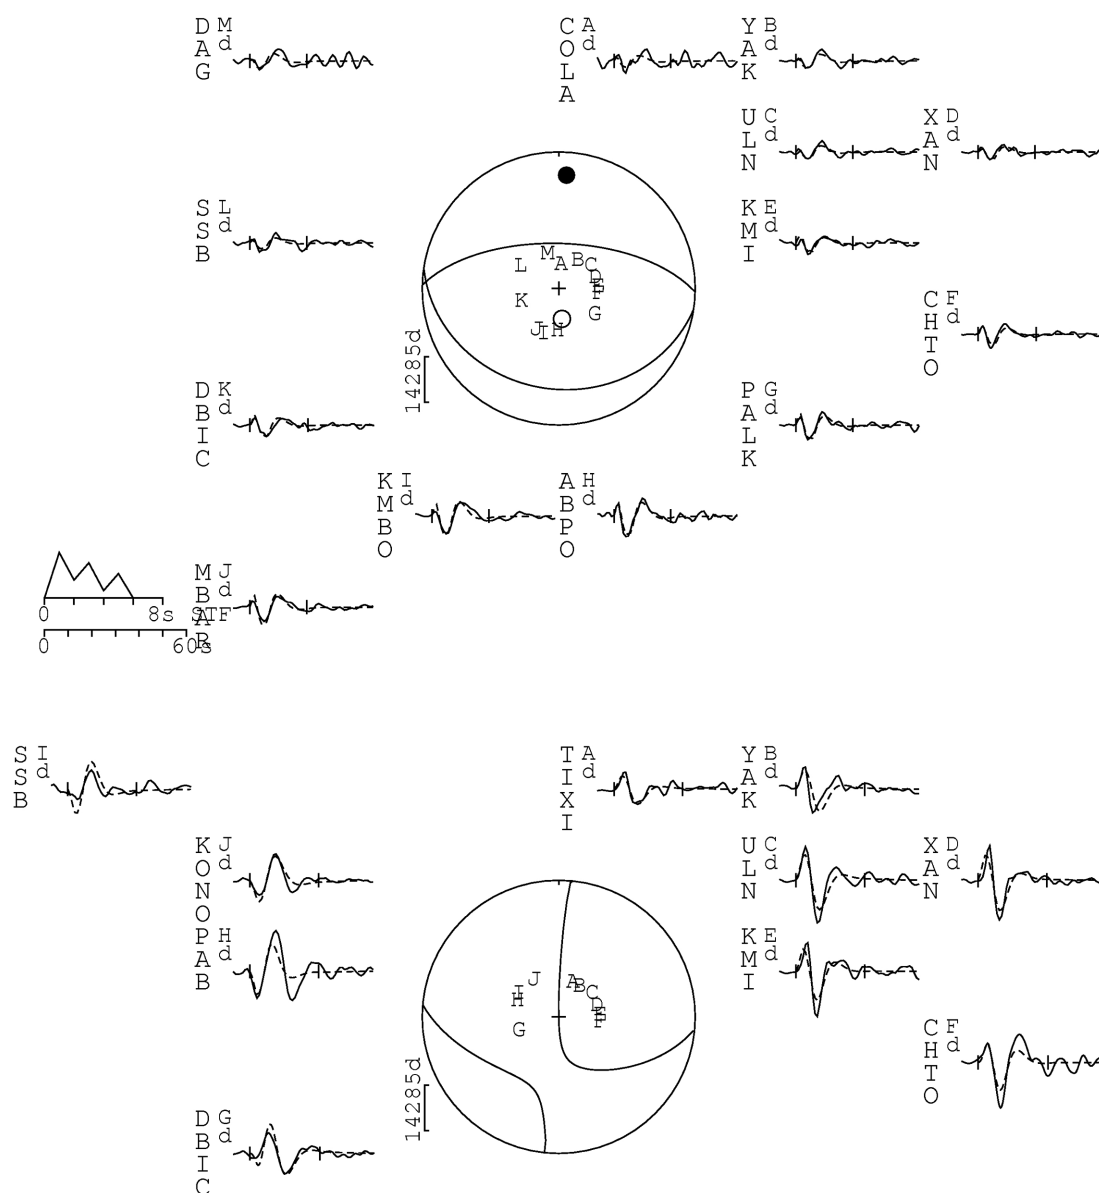 DAG M d
COLA A d
YAK B d
ULN C d
XAN D d
SSB L d
KMI E d
CHTO F d
DBIC K d
PALK G d
KMBO I d
ABPO H d
MBAR J d
M A B C D E F G H I J K L
14285d
0 8s STF
0 60s
SSB I d
TIXI A d
YAK B d
KONO J d
ULN C d
XAN D d
PAB H d
KMI E d
CHTO F d
DBIC G d
J A B C D E F G H I
14285d